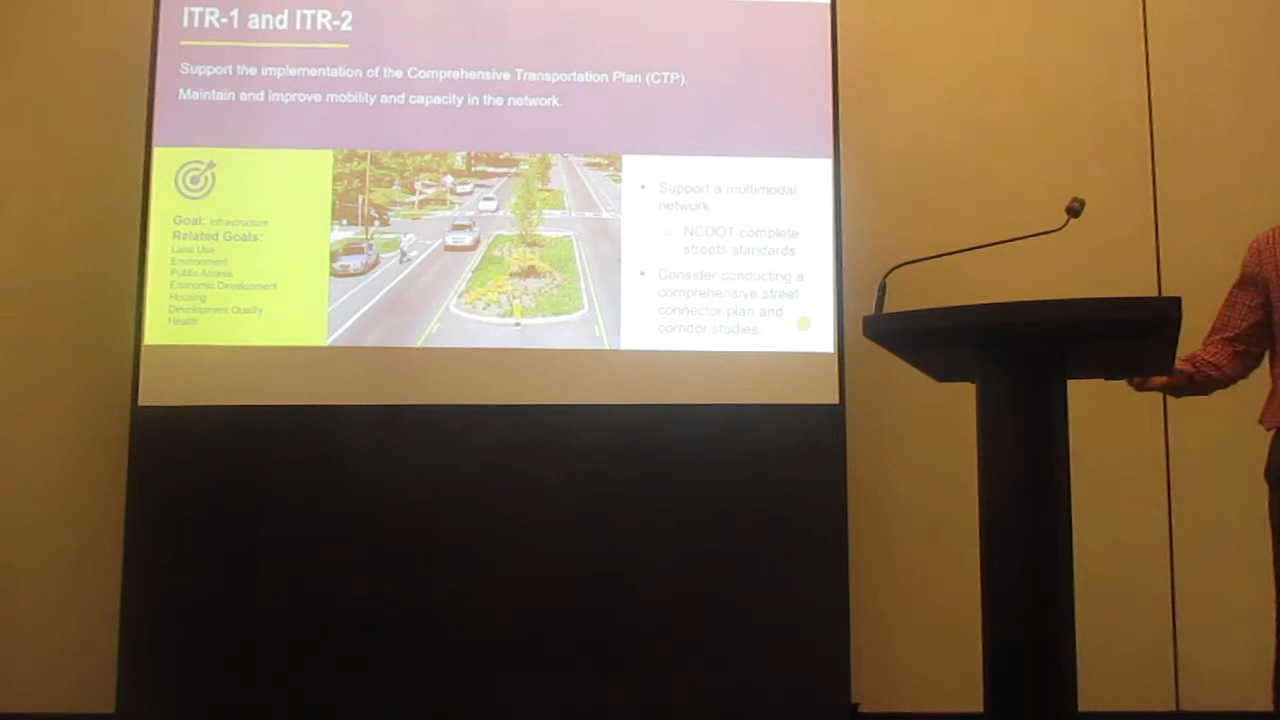 ITR-1 and ITR-2
Support the implementation of the Comprehensive Transportation Plan (CTP).
Maintain and improve mobility and capacity in the network.
Goal: Infrastructure
Related Goals:
Land Use
Environment
Public Access
Economic Development
Housing
Development Quality
Health
• Support a multimodal
network.
o NCDOT complete
streets standards
• Consider conducting a
comprehensive street
connector plan and
corridor studies.